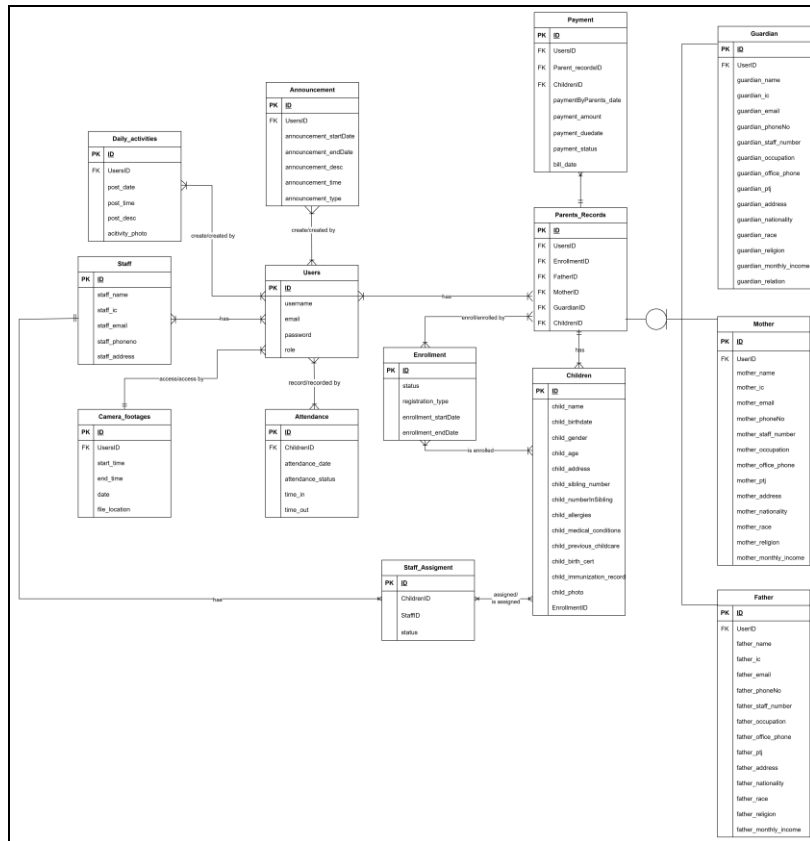 Payment
PK ID
FK UsersID
FK Parent_recordsID
FK ChildrenID
paymentByParents_date
payment_amount
payment_duedate
payment_status
bill_date
Guardian
PK ID
FK UserID
guardian_name
guardian_ic
guardian_email
guardian_phoneNo
guardian_staff_number
guardian_occupation
guardian_office_phone
guardian_ptj
guardian_address
guardian_nationality
guardian_race
guardian_religion
guardian_monthly_income
guardian_relation
Announcement
PK ID
FK UsersID
announcement_startDate
announcement_endDate
announcement_desc
announcement_time
announcement_type
Daily_activities
PK ID
FK UsersID
post_date
post_time
post_desc
acitivity_photo
create/created by
create/created by
Staff
PK ID
staff_name
staff_ic
staff_email
staff_phoneno
staff_address
has
Users
PK ID
username
email
password
role
has
Parents_Records
PK ID
FK UsersID
FK EnrollmentID
FK FatherID
FK MotherID
FK GuardianID
FK ChildrenID
enrol/enrolled by
has
access/access by
record/recorded by
Enrollment
PK ID
status
registration_type
enrollment_startDate
enrollment_endDate
is enrolled
Mother
PK ID
FK UserID
mother_name
mother_ic
mother_email
mother_phoneNo
mother_staff_number
mother_occupation
mother_office_phone
mother_ptj
mother_address
mother_nationality
mother_race
mother_religion
mother_monthly_income
Camera_footages
PK ID
FK UsersID
start_time
end_time
date
file_location
Attendance
PK ID
FK ChildrenID
attendance_date
attendance_status
time_in
time_out
Children
PK ID
child_name
child_birthdate
child_gender
child_age
child_address
child_sibling_number
child_numberInSibling
child_allergies
child_medical_conditions
child_previous_childcare
child_birth_cert
child_immunization_record
child_photo
EnrollmentID
Staff_Assigment
PK ID
ChildrenID
StaffID
status
has
assigned/
is assigned
Father
PK ID
FK UserID
father_name
father_ic
father_email
father_phoneNo
father_staff_number
father_occupation
father_office_phone
father_ptj
father_address
father_nationality
father_race
father_religion
father_monthly_income